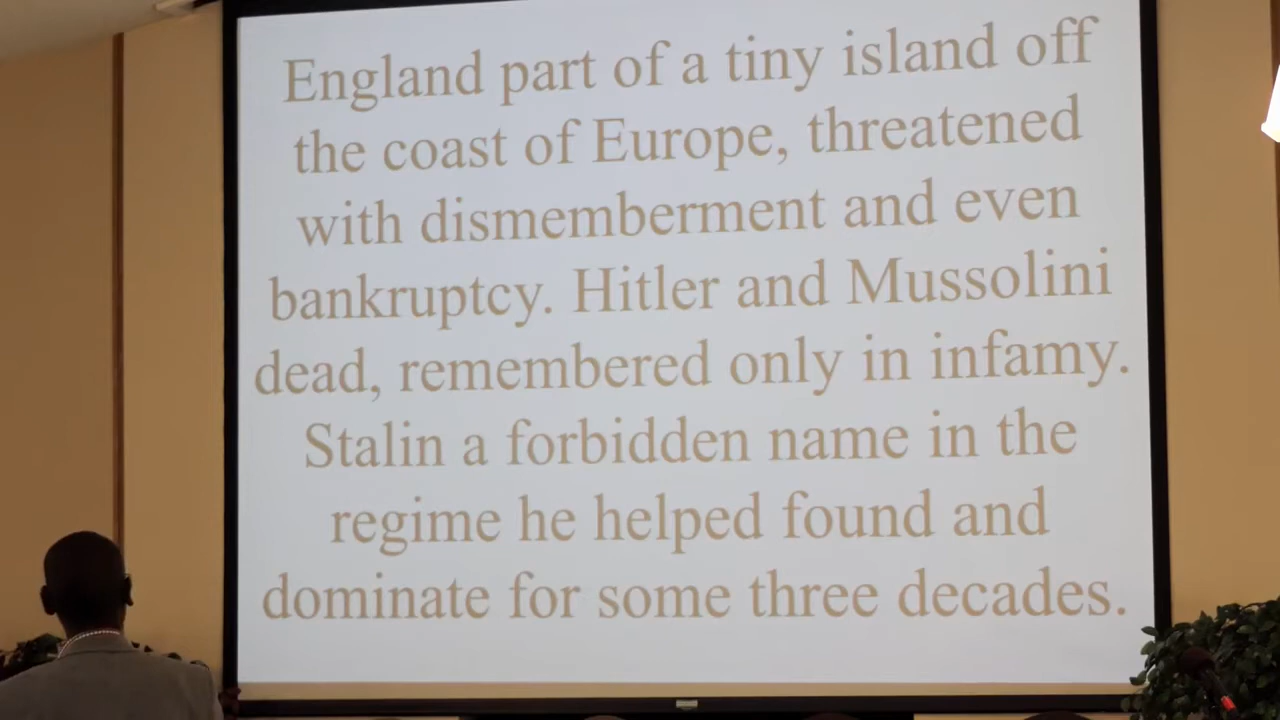 England part of a tiny island off
the coast of Europe, threatened
with dismemberment and even
bankruptcy. Hitler and Mussolini
dead, remembered only in infamy.
Stalin a forbidden name in the
regime he helped found and
dominate for some three decades.